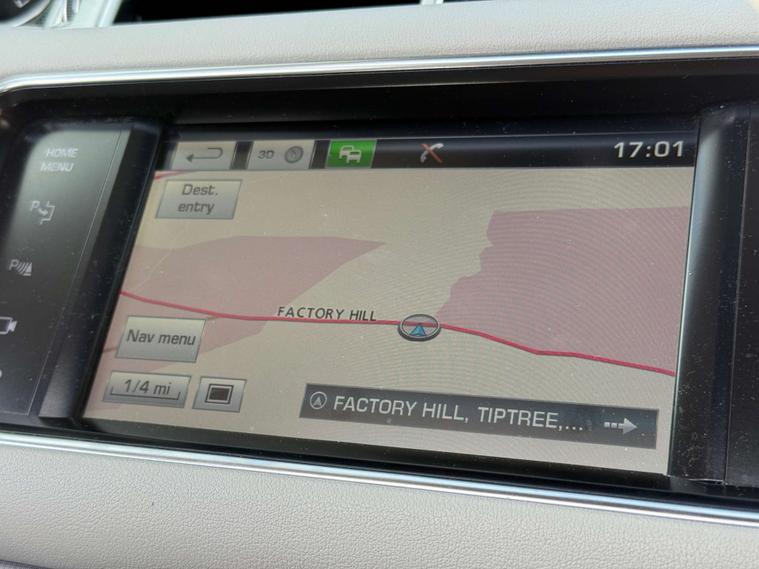 HOME
MENU
3D
17:01
Dest.
entry
FACTORY HILL
Nav menu
1/4 mi
FACTORY HILL, TIPTREE,...